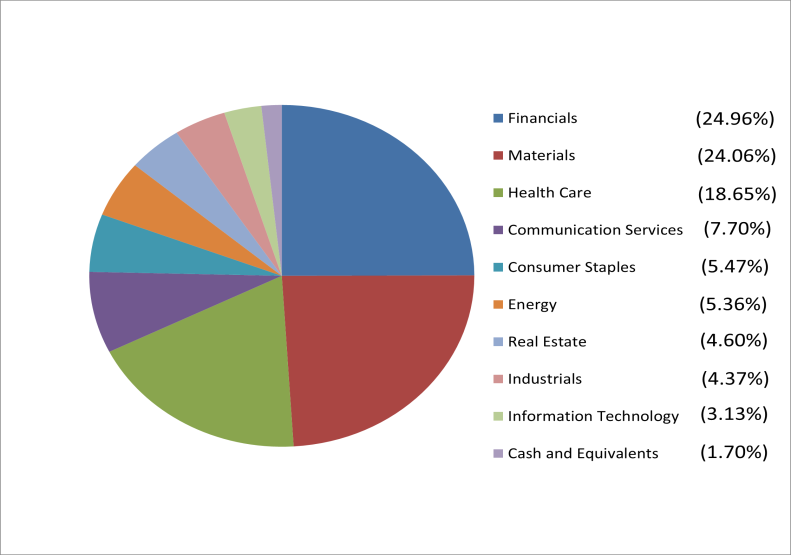 Financials (24.96%)
Materials (24.06%)
Health Care (18.65%)
Communication Services (7.70%)
Consumer Staples (5.47%)
Energy (5.36%)
Real Estate (4.60%)
Industrials (4.37%)
Information Technology (3.13%)
Cash and Equivalents (1.70%)